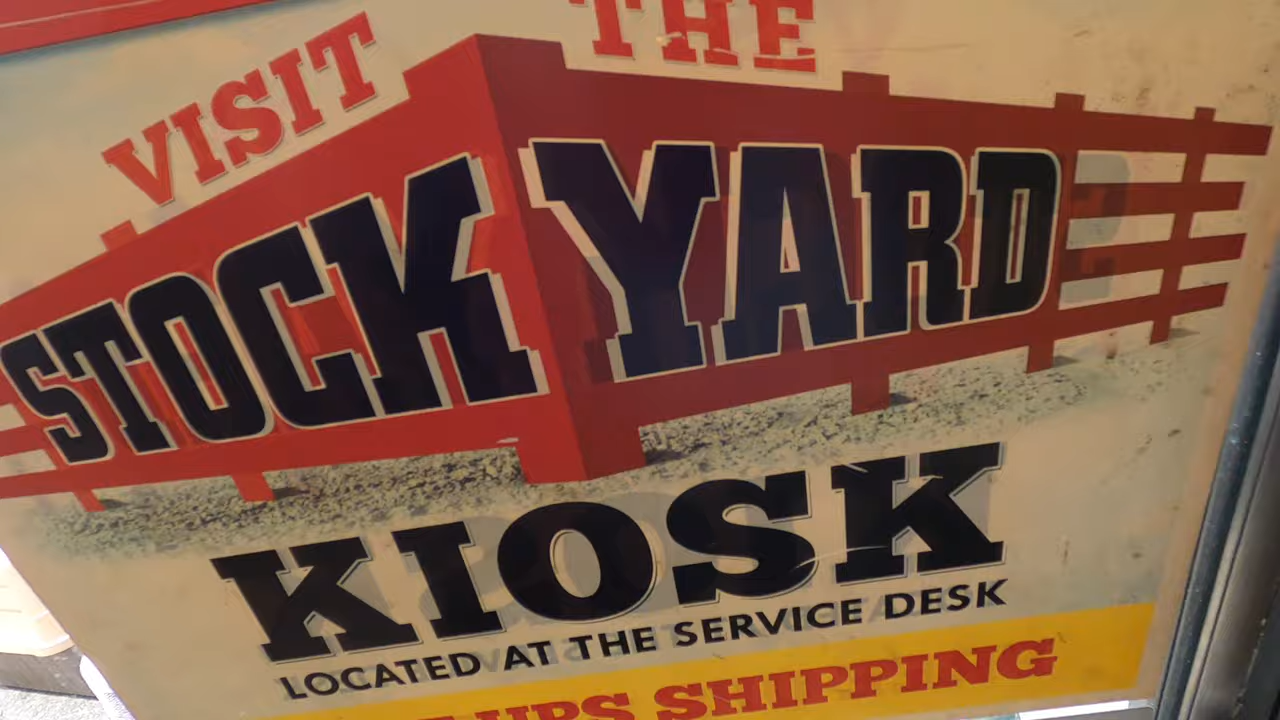 VISIT THE
STOCK YARD
KIOSK
LOCATED AT THE SERVICE DESK
UPS SHIPPING